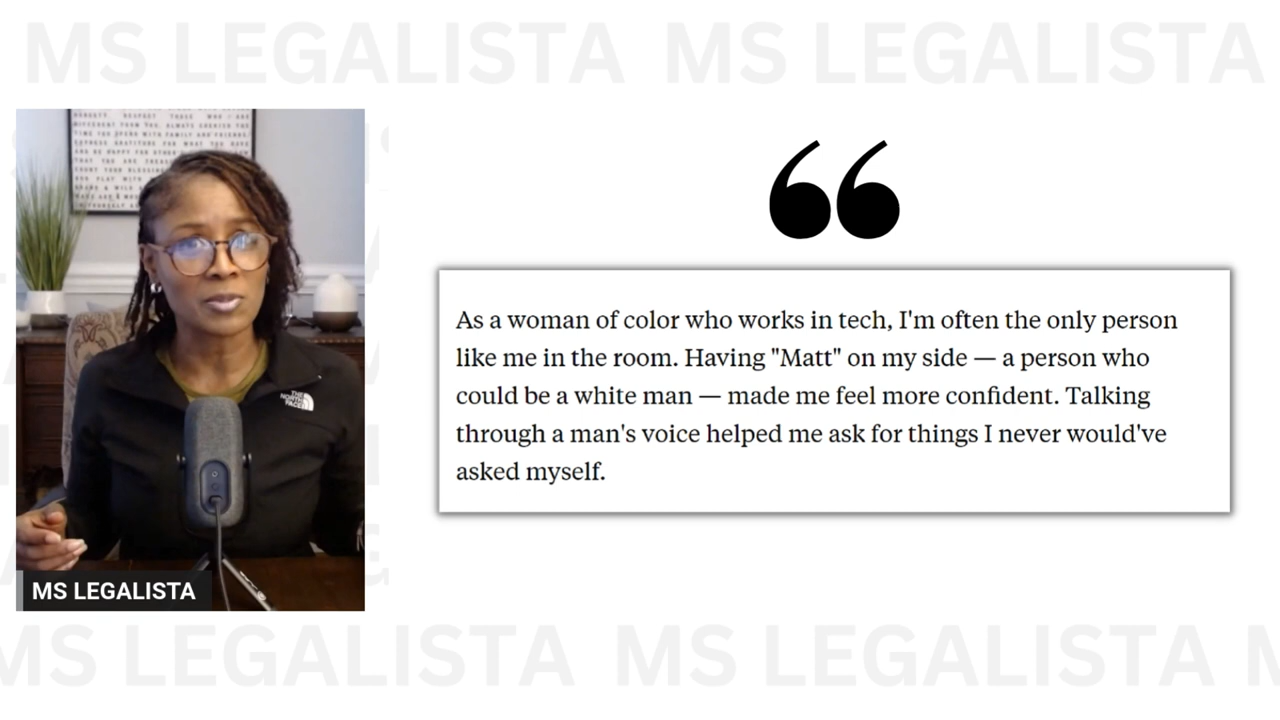 MS LEGALISTA MS LEGALISTA
As a woman of color who works in tech, I'm often the only person
like me in the room. Having "Matt" on my side — a person who
could be a white man — made me feel more confident. Talking
through a man's voice helped me ask for things I never would've
asked myself.
THE
NORTH
FACE
MS LEGALISTA
MS LEGALISTA MS LEGALISTA